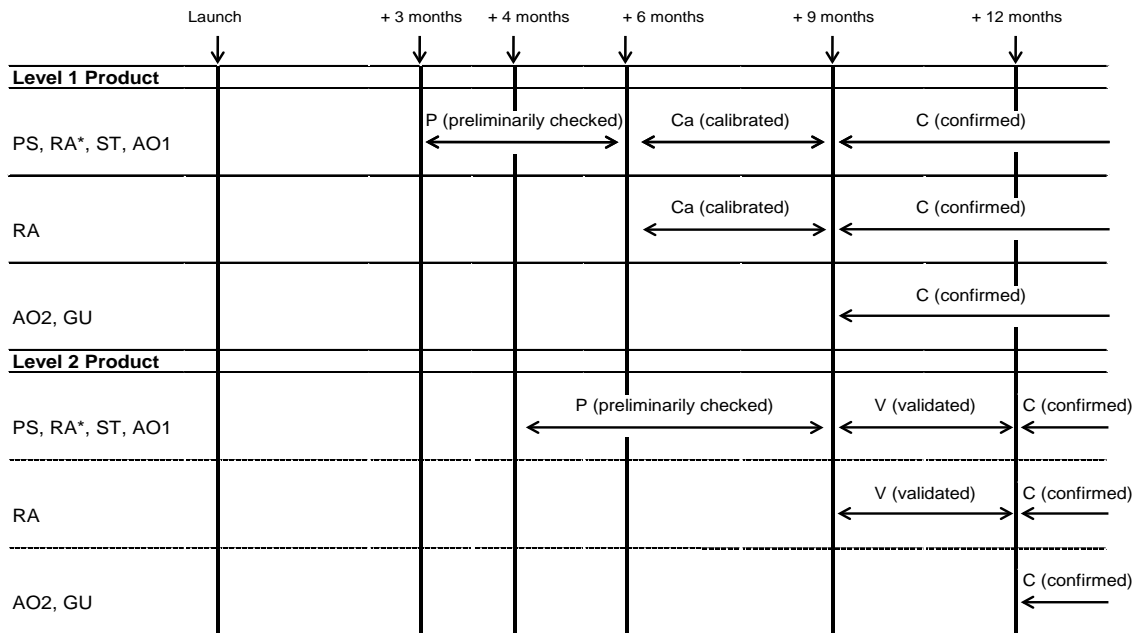 Launch + 3 months + 4 months + 6 months + 9 months + 12 months
Level 1 Product
P (preliminarily checked) Ca (calibrated) C (confirmed)
PS, RA*, ST, AO1
Ca (calibrated) C (confirmed)
RA
C (confirmed)
AO2, GU
Level 2 Product
P (preliminarily checked) V (validated) C (confirmed)
PS, RA*, ST, AO1
V (validated) C (confirmed)
RA
C (confirmed)
AO2, GU